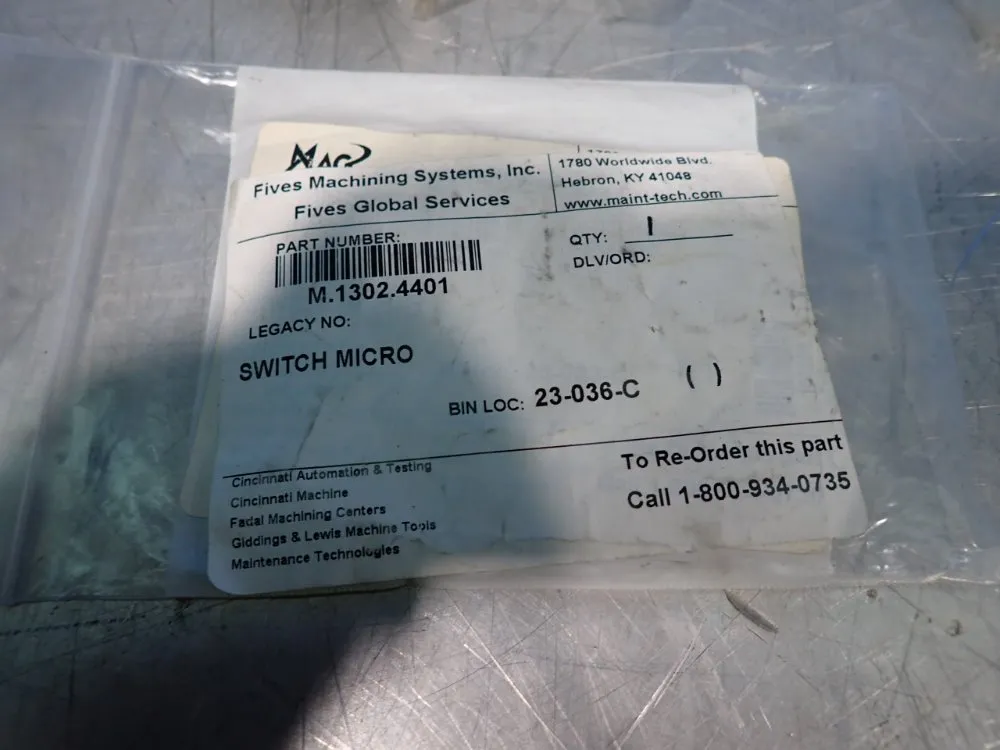 MAG
Fives Machining Systems, Inc.
Fives Global Services
1780 Worldwide Blvd.
Hebron, KY 41048
www.maint-tech.com
PART NUMBER:
M.1302.4401
QTY: 1
DLV/ORD:
LEGACY NO:
SWITCH MICRO
BIN LOC: 23-036-C ( )
Cincinnati Automation & Testing
Cincinnati Machine
Fadal Machining Centers
Giddings & Lewis Machine Tools
Maintenance Technologies
To Re-Order this part
Call 1-800-934-0735